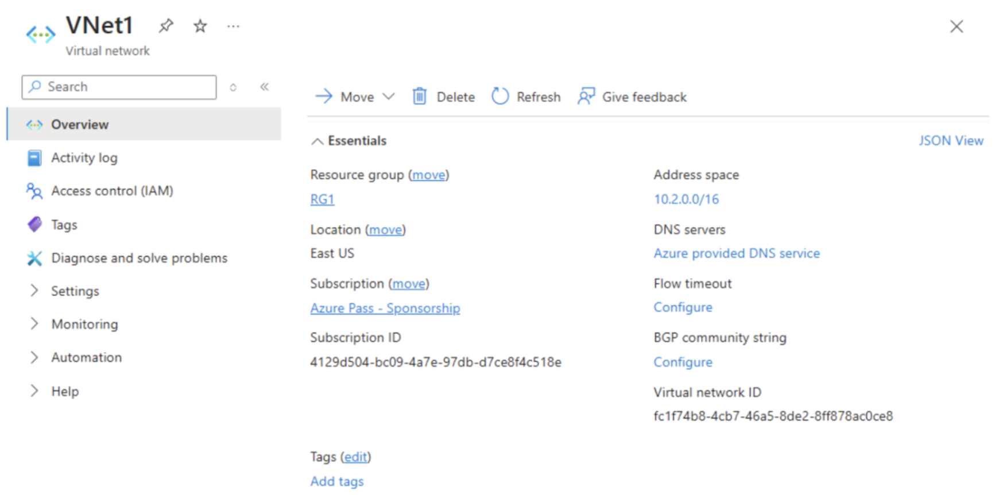 VNet1
Virtual network
Search
Overview
Activity log
Access control (IAM)
Tags
Diagnose and solve problems
Settings
Monitoring
Automation
Help
Move
Delete
Refresh
Give feedback
Essentials
JSON View
Resource group (move)
RG1
Location (move)
East US
Subscription (move)
Azure Pass - Sponsorship
Subscription ID
4129d504-bc09-4a7e-97db-d7ce8f4c518e
Address space
10.2.0.0/16
DNS servers
Azure provided DNS service
Flow timeout
Configure
BGP community string
Configure
Virtual network ID
fc1f74b8-4cb7-46a5-8de2-8ff878ac0ce8
Tags (edit)
Add tags